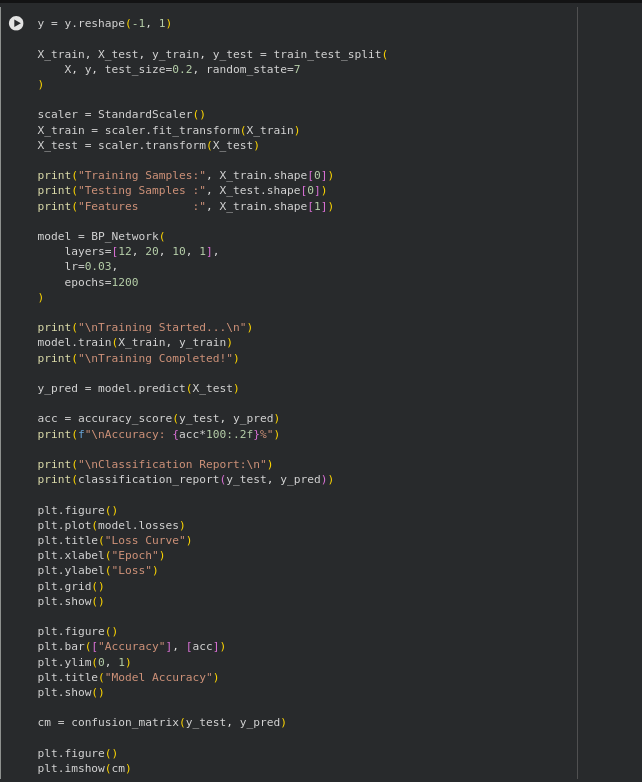 y = y.reshape(-1, 1)
X_train, X_test, y_train, y_test = train_test_split(
    X, y, test_size=0.2, random_state=7
)
scaler = StandardScaler()
X_train = scaler.fit_transform(X_train)
X_test = scaler.transform(X_test)
print("Training Samples:", X_train.shape[0])
print("Testing Samples :", X_test.shape[0])
print("Features        :", X_train.shape[1])
model = BP_Network(
    layers=[12, 20, 10, 1],
    lr=0.03,
    epochs=1200
)
print("\nTraining Started...\n")
model.train(X_train, y_train)
print("\nTraining Completed!")
y_pred = model.predict(X_test)
acc = accuracy_score(y_test, y_pred)
print(f"\nAccuracy: {acc*100:.2f}%")
print("\nClassification Report:\n")
print(classification_report(y_test, y_pred))
plt.figure()
plt.plot(model.losses)
plt.title("Loss Curve")
plt.xlabel("Epoch")
plt.ylabel("Loss")
plt.grid()
plt.show()
plt.figure()
plt.bar(["Accuracy"], [acc])
plt.ylim(0, 1)
plt.title("Model Accuracy")
plt.show()
cm = confusion_matrix(y_test, y_pred)
plt.figure()
plt.imshow(cm)